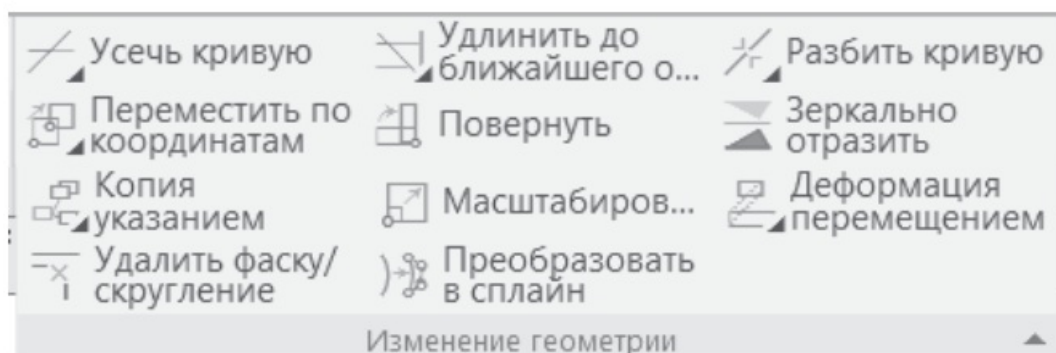 Усечь кривую
Удлинить до
ближайшего о...
Разбить кривую
Переместить по
координатам
Повернуть
Зеркально
отразить
Копия
указанием
Масштабиров...
Деформация
перемещением
Удалить фаску/
скругление
Преобразовать
в сплайн
Изменение геометрии